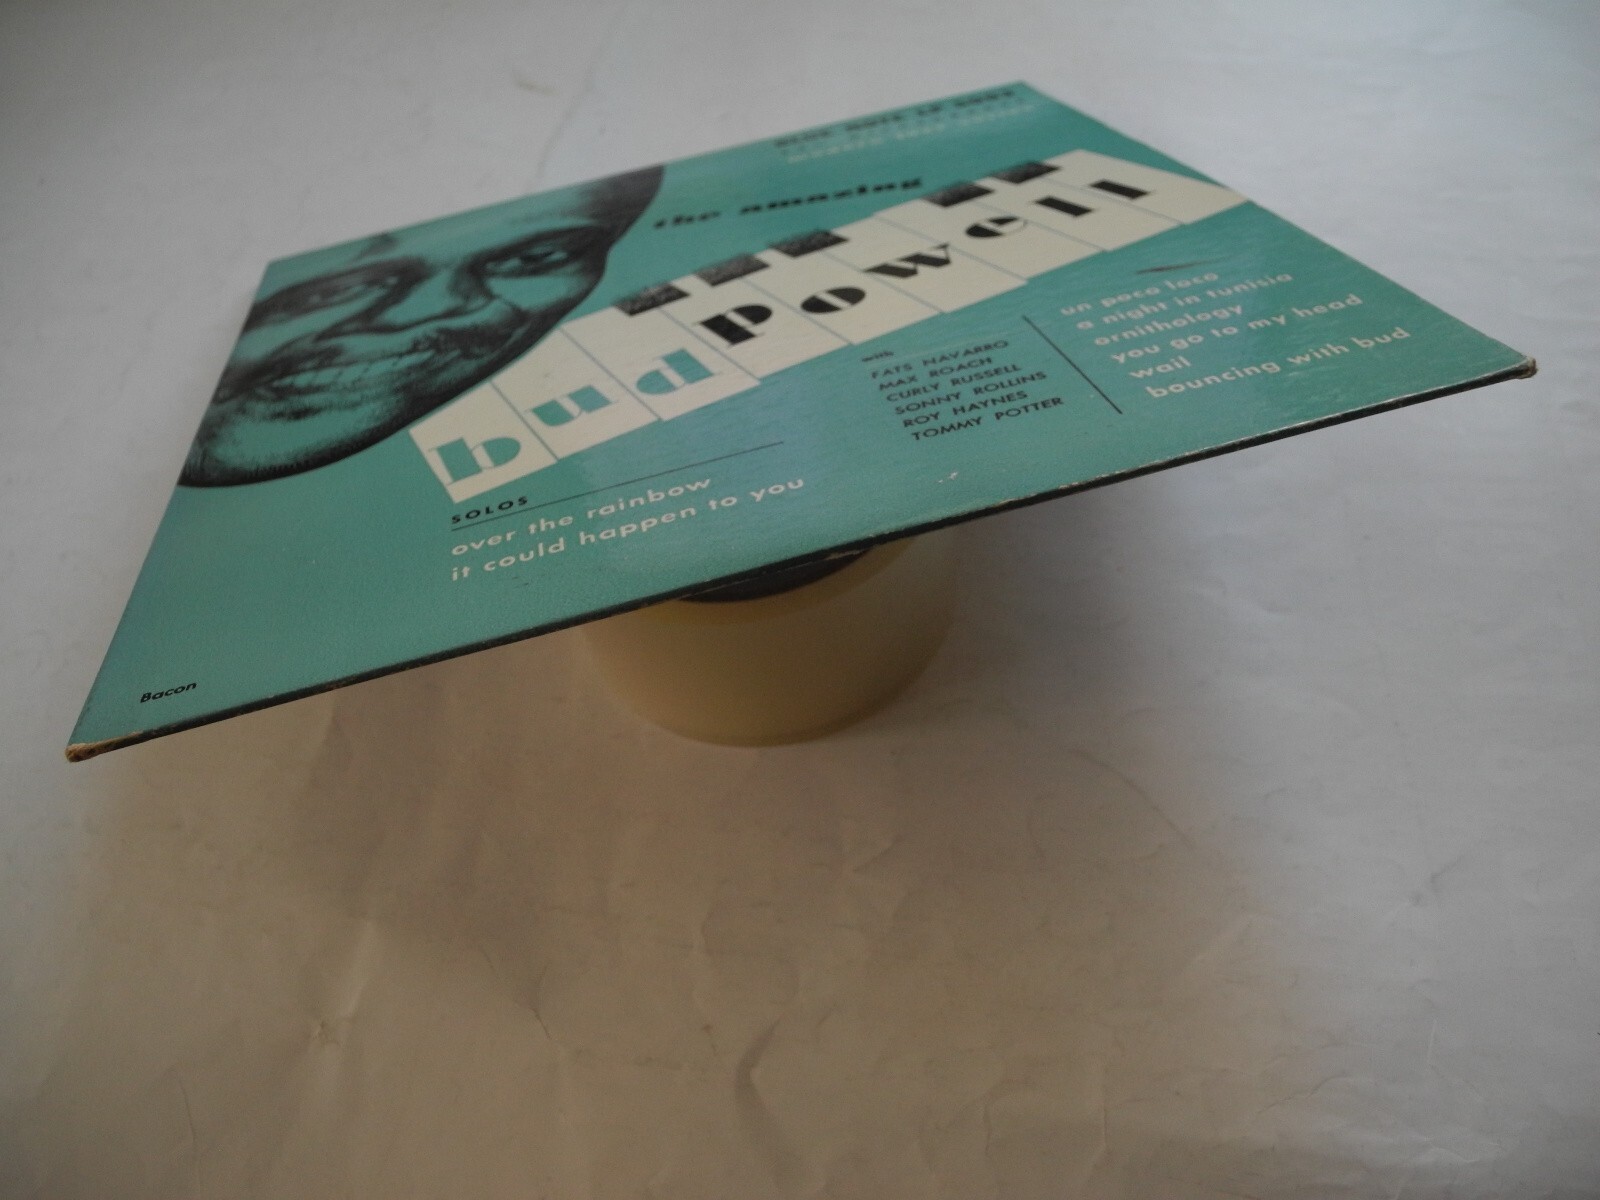 the amazing
bud powell
with
FATS NAVARRO
MAX ROACH
CURLY RUSSELL
SONNY ROLLINS
ROY HAYNES
TOMMY POTTER
un poco loco
a night in tunisia
ornithology
you go to my head
wail
bouncing with bud
SOLOS
over the rainbow
it could happen to you
Bacon